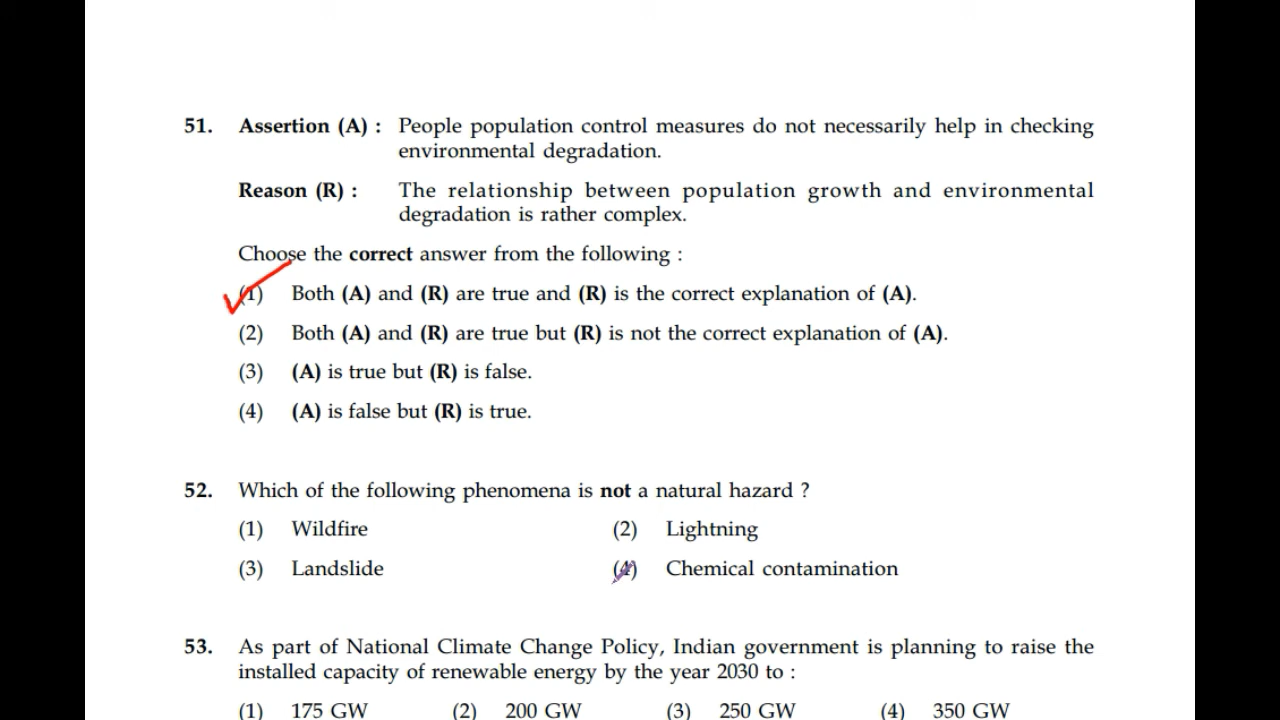 51. Assertion (A) : People population control measures do not necessarily help in checking
environmental degradation.
Reason (R) : The relationship between population growth and environmental
degradation is rather complex.
Choose the correct answer from the following :
(1) Both (A) and (R) are true and (R) is the correct explanation of (A).
(2) Both (A) and (R) are true but (R) is not the correct explanation of (A).
(3) (A) is true but (R) is false.
(4) (A) is false but (R) is true.
52. Which of the following phenomena is not a natural hazard ?
(1) Wildfire (2) Lightning
(3) Landslide (4) Chemical contamination
53. As part of National Climate Change Policy, Indian government is planning to raise the
installed capacity of renewable energy by the year 2030 to :
(1) 175 GW (2) 200 GW (3) 250 GW (4) 350 GW